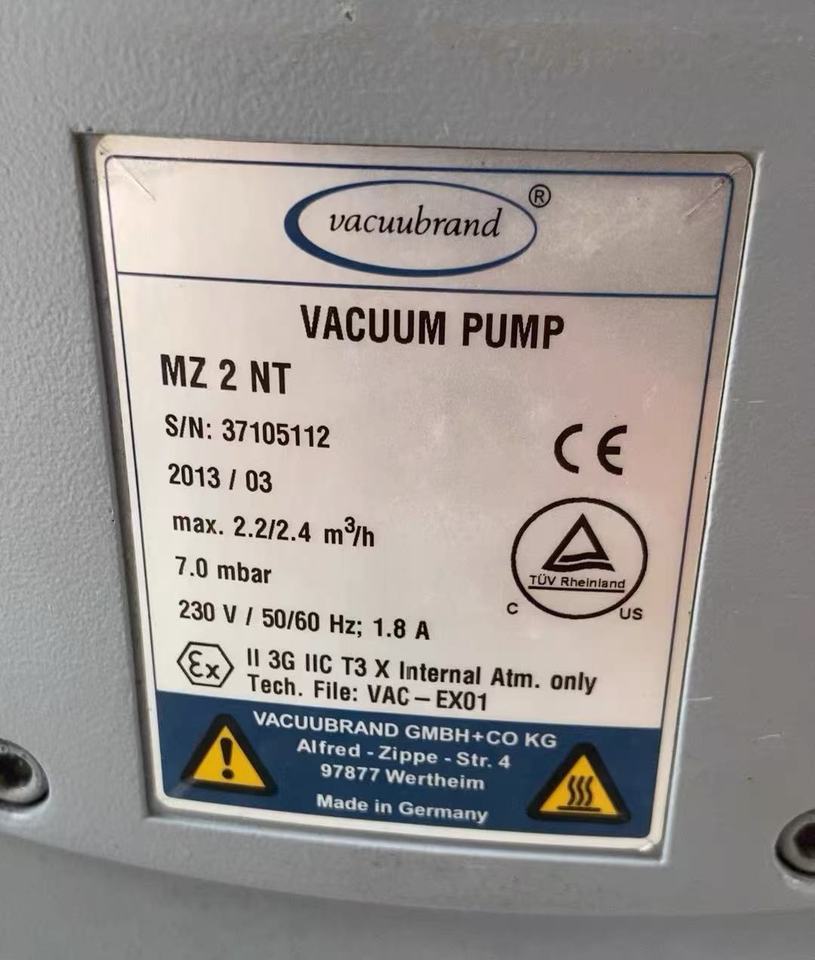 vacuubrand ®
VACUUM PUMP
MZ 2 NT
S/N: 37105112
2013 / 03
max. 2.2/2.4 m³/h
7.0 mbar
230 V / 50/60 Hz; 1.8 A
CE
TÜV Rheinland
C US
Ex II 3G IIC T3 X Internal Atm. only
Tech. File: VAC-EX01
VACUUBRAND GMBH+CO KG
Alfred - Zippe - Str. 4
97877 Wertheim
Made in Germany